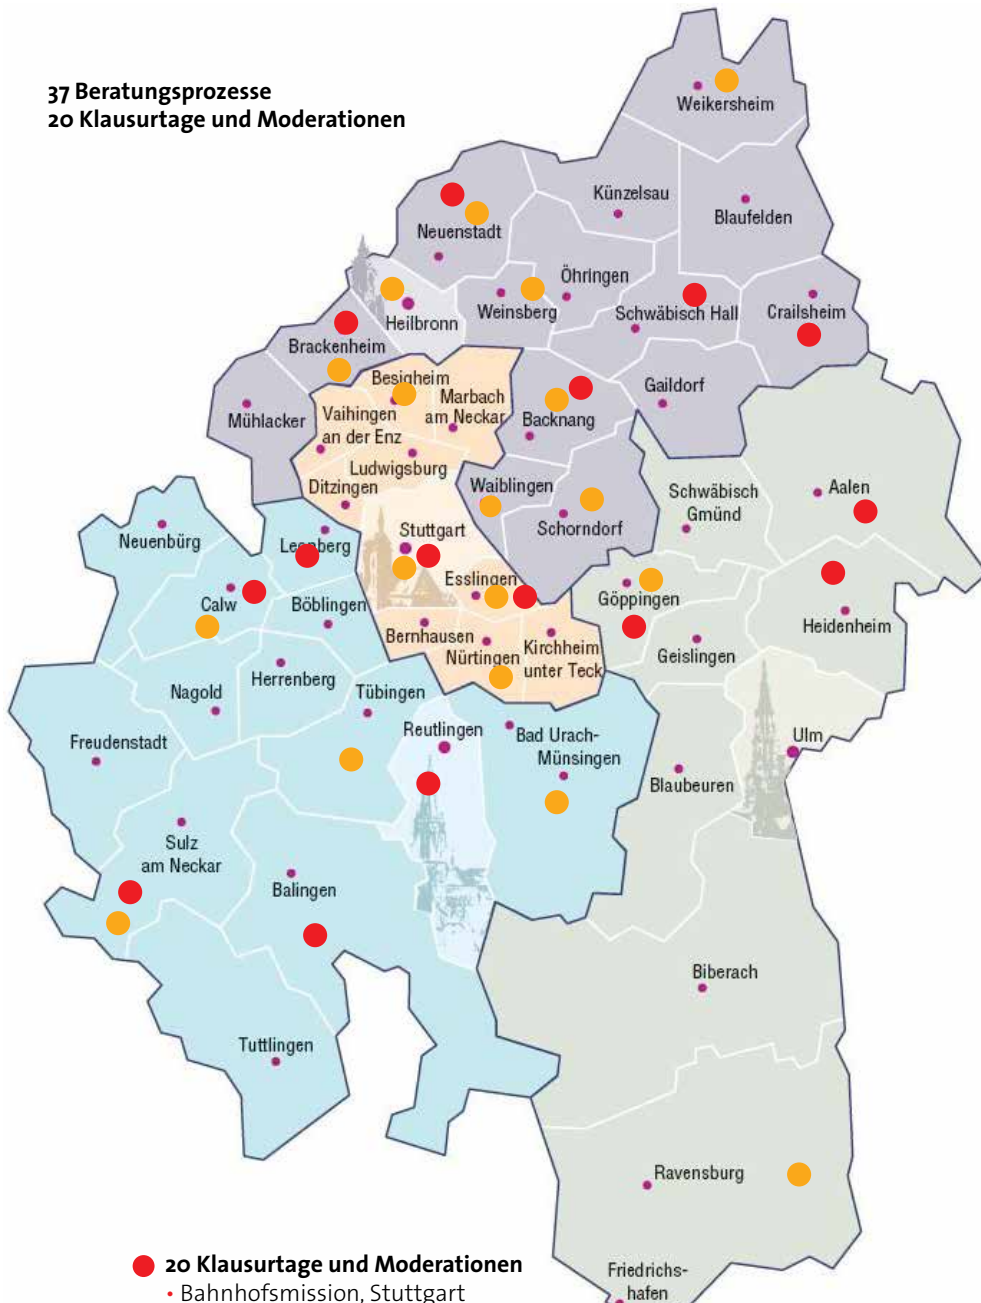 37 Beratungsprozesse
20 Klausurtage und Moderationen
Weikersheim
Künzelsau
Blaufelden
Neuenstadt
Öhringen
Heilbronn
Weinsberg
Schwäbisch Hall
Crailsheim
Brackenheim
Besigheim
Marbach
am Neckar
Gaildorf
Mühlacker
Vaihingen
an der Enz
Backnang
Ludwigsburg
Ditzingen
Waiblingen
Schorndorf
Schwäbisch
Gmünd
Aalen
Neuenbürg
Leonberg
Stuttgart
Esslingen
Göppingen
Heidenheim
Calw
Böblingen
Bernhausen
Nürtingen
Kirchheim
unter Teck
Geislingen
Herrenberg
Nagold
Tübingen
Reutlingen
Bad Urach-
Münsingen
Ulm
Freudenstadt
Blaubeuren
Sulz
am Neckar
Balingen
Biberach
Tuttlingen
Ravensburg
Friedrichs-
hafen
20 Klausurtage und Moderationen
• Bahnhofsmission, Stuttgart